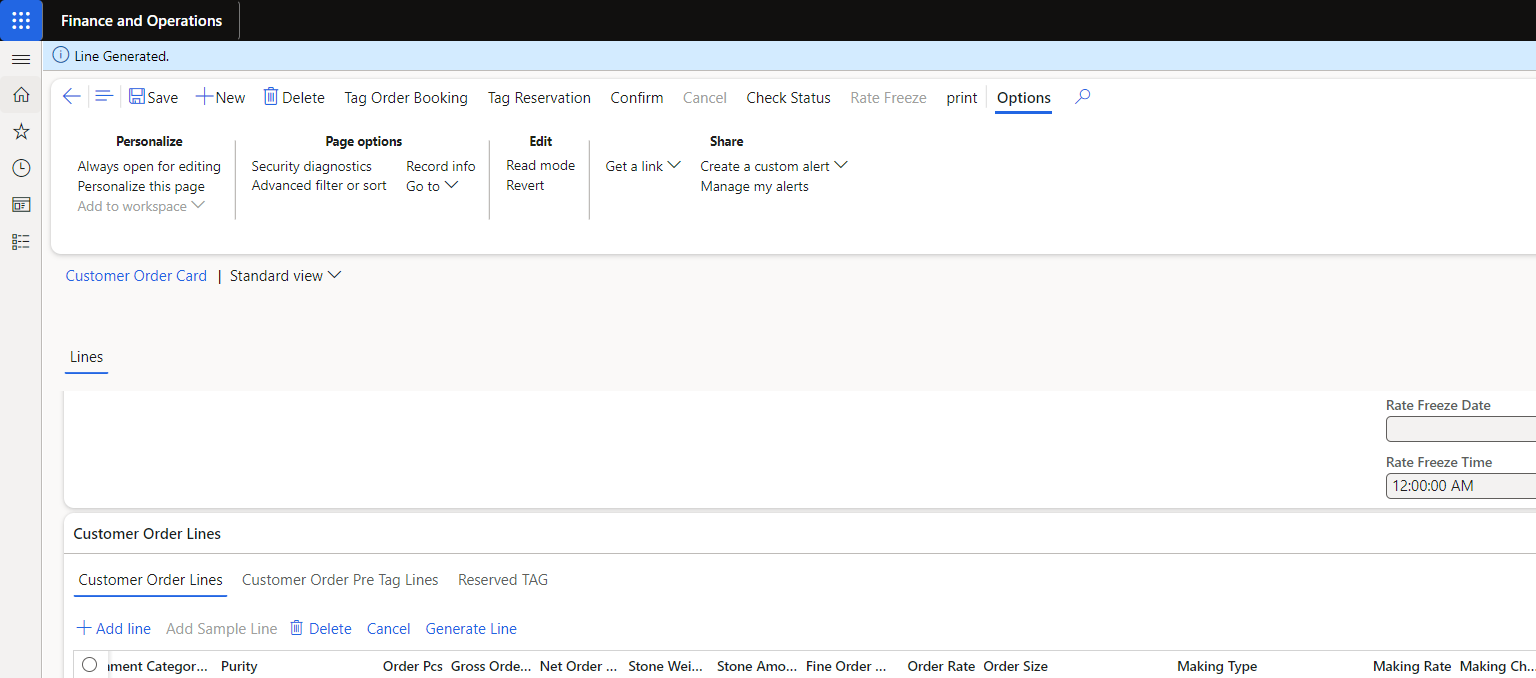 Finance and Operations
Line Generated.
Save New Delete Tag Order Booking Tag Reservation Confirm Cancel Check Status Rate Freeze print Options
Personalize
Always open for editing
Personalize this page
Add to workspace
Page options
Security diagnostics Record info
Advanced filter or sort Go to
Edit
Read mode
Revert
Get a link
Share
Create a custom alert
Manage my alerts
Customer Order Card | Standard view
Lines
Rate Freeze Date
Rate Freeze Time
12:00:00 AM
Customer Order Lines
Customer Order Lines Customer Order Pre Tag Lines Reserved TAG
Add line Add Sample Line Delete Cancel Generate Line
Categor... Purity Order Pcs Gross Orde... Net Order ... Stone Wei... Stone Amo... Fine Order ... Order Rate Order Size Making Type Making Rate Making Ch...